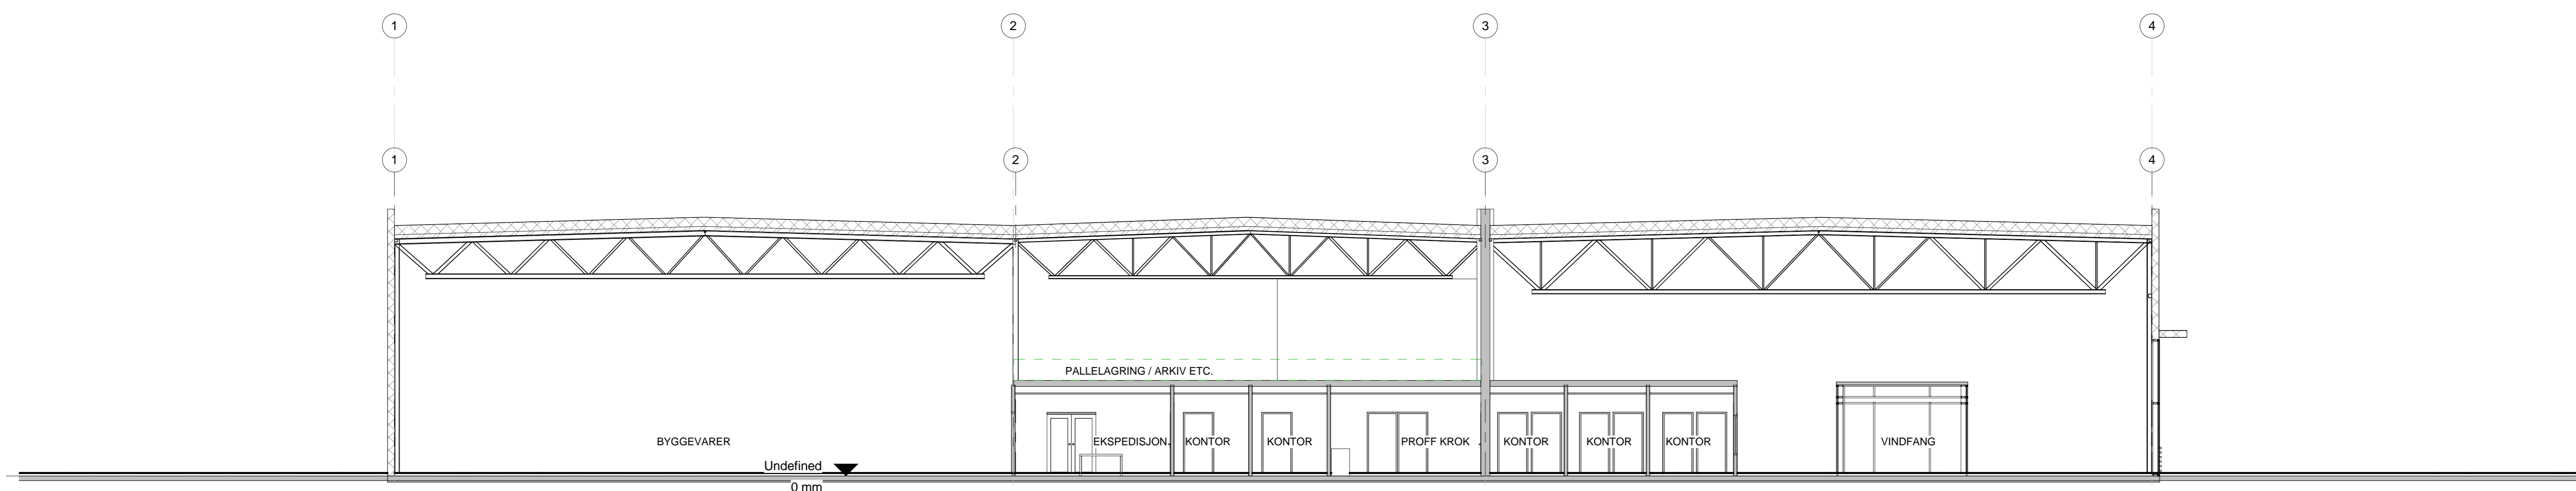 1 2 3 4
1 2 3 4
PALLELAGRING / ARKIV ETC.
BYGGEVARER EKSPEDISJON KONTOR KONTOR PROFF KROK KONTOR KONTOR KONTOR VINDFANG
Undefined
0 mm